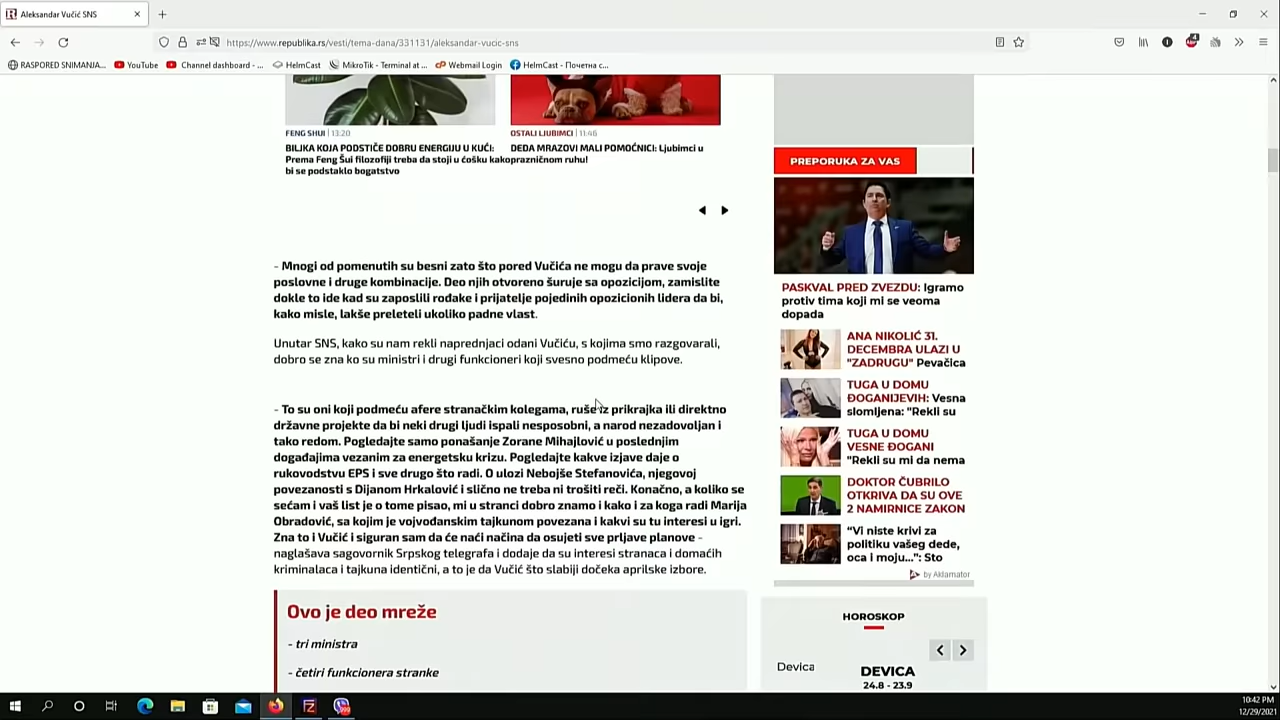 Aleksandar Vučić SNS
https://www.republika.rs/vesti/tema-dana/331131/aleksandar-vucic-sns
4
RASPORED SNIMANJA...
YouTube
Channel dashboard - ...
HelmCast
MikroTik - Terminal at ...
Webmail Login
HelmCast - Почетна с...
FENG SHUI | 13:20
BILJKA KOJA PODSTIČE DOBRU ENERGIJU U KUĆI:
Prema Feng Šui filozofiji treba da stoji u ćošku kako
bi se podstaklo bogatstvo
OSTALI LJUBIMCI | 11:46
DEDA MRAZOVI MALI POMOĆNICI: Ljubimci u
prazničnom ruhu!
- Mnogi od pomenutih su besni zato što pored Vučića ne mogu da prave svoje
poslovne i druge kombinacije. Deo njih otvoreno šuruje sa opozicijom, zamislite
dokle to ide kad su zaposlili rođake i prijatelje pojedinih opozicionih lidera da bi,
kako misle, lakše preleteli ukoliko padne vlast.
Unutar SNS, kako su nam rekli naprednjaci odani Vučiću, s kojima smo razgovarali,
dobro se zna ko su ministri i drugi funkcioneri koji svesno podmeću klipove.
- To su oni koji podmeću afere stranačkim kolegama, ruše iz prikrajka ili direktno
državne projekte da bi neki drugi ljudi ispali nesposobni, a narod nezadovoljan i
tako redom. Pogledajte samo ponašanje Zorane Mihajlović u poslednjim
događajima vezanim za energetsku krizu. Pogledajte kakve izjave daje o
rukovodstvu EPS i sve drugo što radi. O ulozi Nebojše Stefanovića, njegovoj
povezanosti s Dijanom Hrkalović i slično ne treba ni trošiti reči. Konačno, a koliko se
sećam i vaš list je o tome pisao, mi u stranci dobro znamo i kako i za koga radi Marija
Obradović, sa kojim je vojvođanskim tajkunom povezana i kakvi su tu interesi u igri.
Zna to i Vučić i siguran sam da će naći načina da osujeti sve prljave planove -
naglašava sagovornik Srpskog telegrafa i dodaje da su interesi stranaca i domaćih
kriminalaca i tajkuna identični, a to je da Vučić što slabiji dočeka aprilske izbore.
Ovo je deo mreže
- tri ministra
- četiri funkcionera stranke
PREPORUKA ZA VAS
PASKVAL PRED ZVEZDU: Igramo
protiv tima koji mi se veoma
dopada
ANA NIKOLIĆ 31.
DECEMBRA ULAZI U
"ZADRUGU" Pevačica
TUGA U DOMU
ĐOGANIJEVIH: Vesna
slomljena: "Rekli su
TUGA U DOMU
VESNE ĐOGANI
"Rekli su mi da nema
DOKTOR ČUBRILO
OTKRIVA DA SU OVE
2 NAMIRNICE ZAKON
“Vi niste krivi za
politiku vašeg dede,
oca i moju...”: Sto
by Aklamator
HOROSKOP
Devica
DEVICA
24.8 - 23.9
10:42 PM
12/29/2021